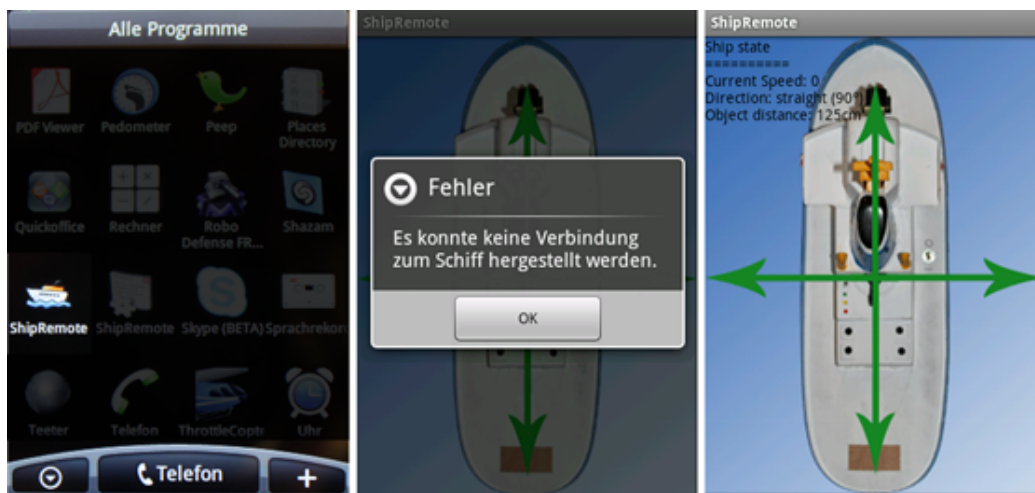 Alle Programme
PDF Viewer Pedometer Peep Places
Directory
Quickoffice Rechner Robo
Defense FR... Shazam
ShipRemote ShipRemote Skype (BETA) Sprachrekor
Teeter Telefon ThrottleCopte Uhr
Telefon
ShipRemote
Fehler
Es konnte keine Verbindung
zum Schiff hergestellt werden.
OK
ShipRemote
Ship state
==========
Current Speed: 0
Direction: straight (90°)
Object distance: 125cm